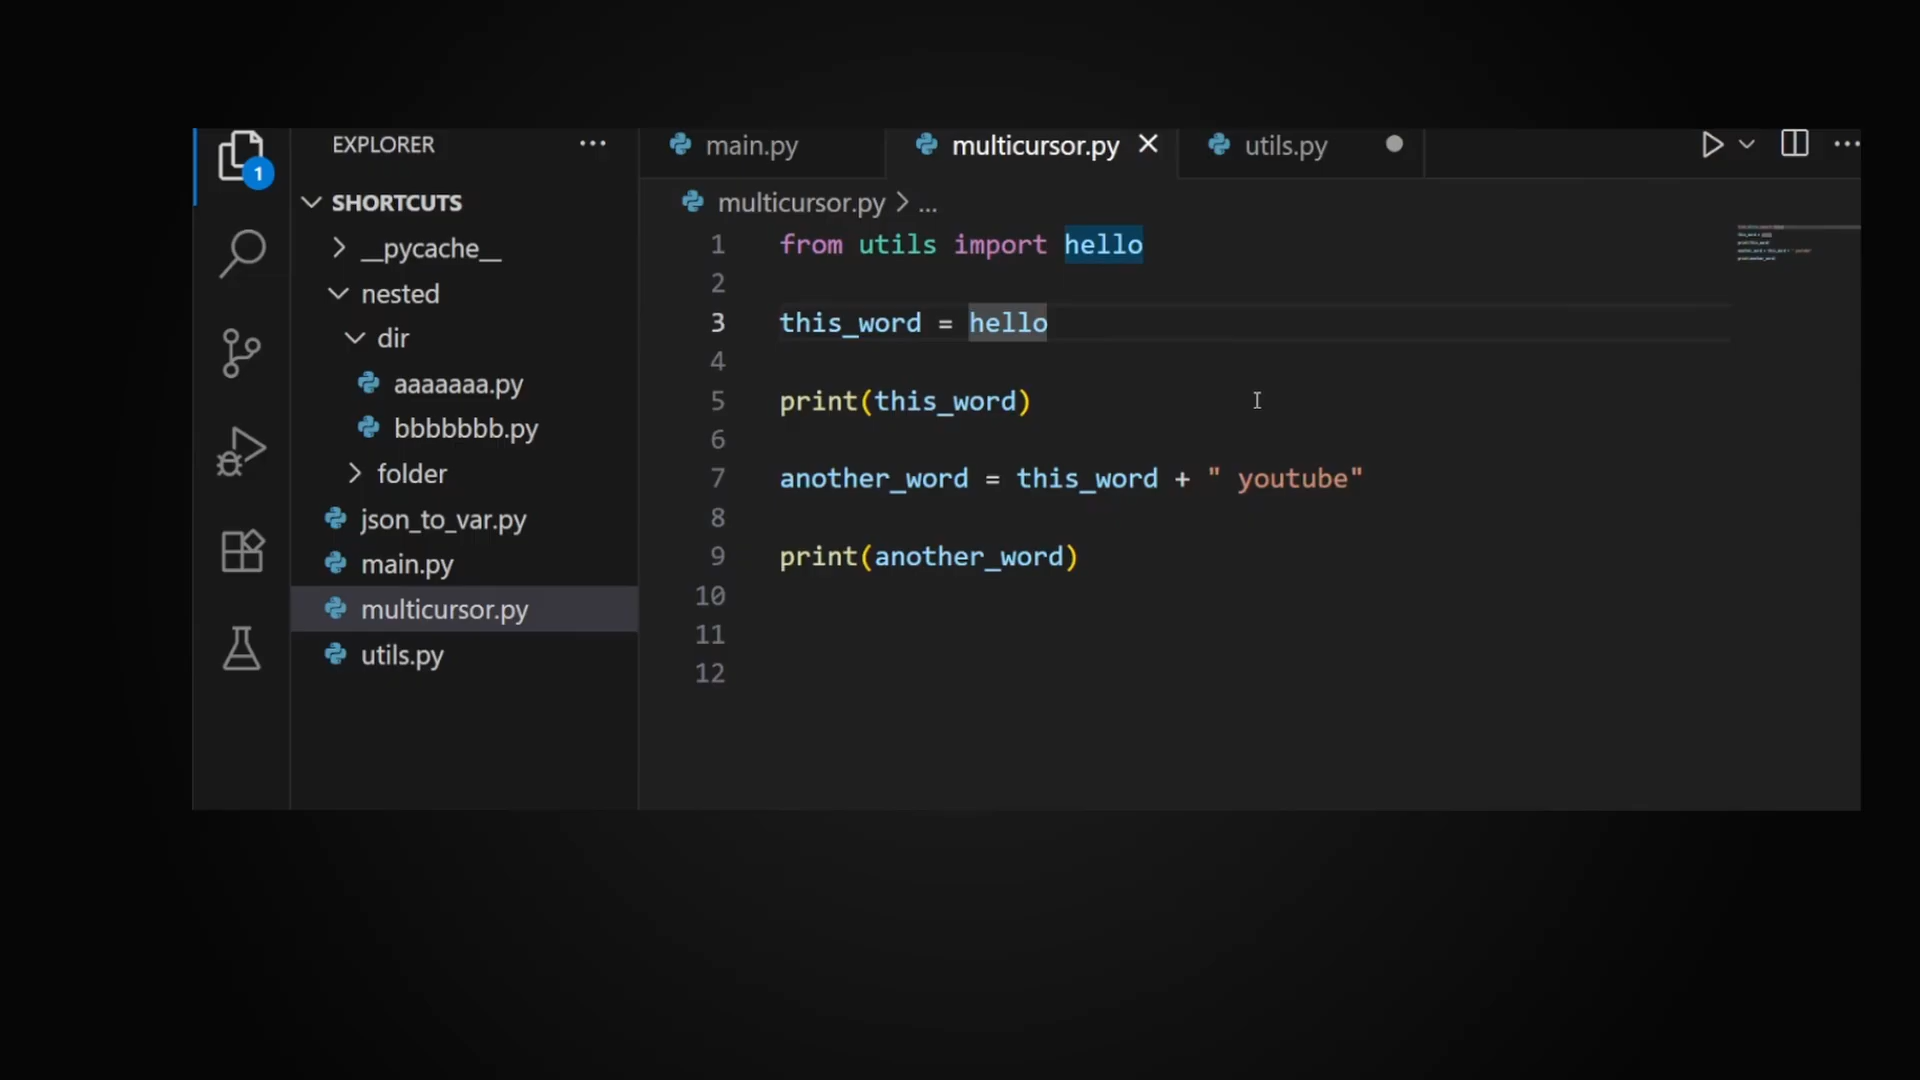 1
EXPLORER
SHORTCUTS
__pycache__
nested
dir
aaaaaaa.py
bbbbbbb.py
folder
json_to_var.py
main.py
multicursor.py
utils.py
main.py
multicursor.py
utils.py
multicursor.py > ...
1 from utils import hello
2
3 this_word = hello
4
5 print(this_word)
6
7 another_word = this_word + " youtube"
8
9 print(another_word)
10
11
12